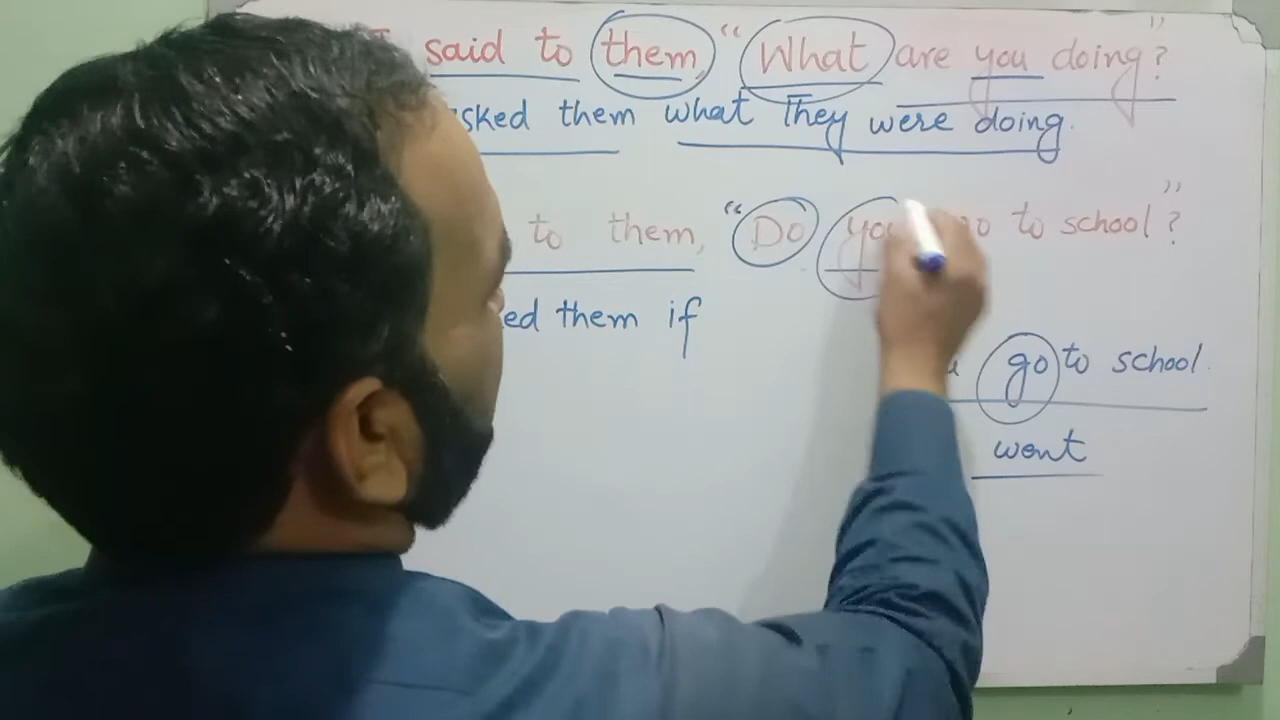 said to them, “What are you doing”?
asked them what They were doing.
to them, “Do you go to school”?
ed them if
go to school.
went